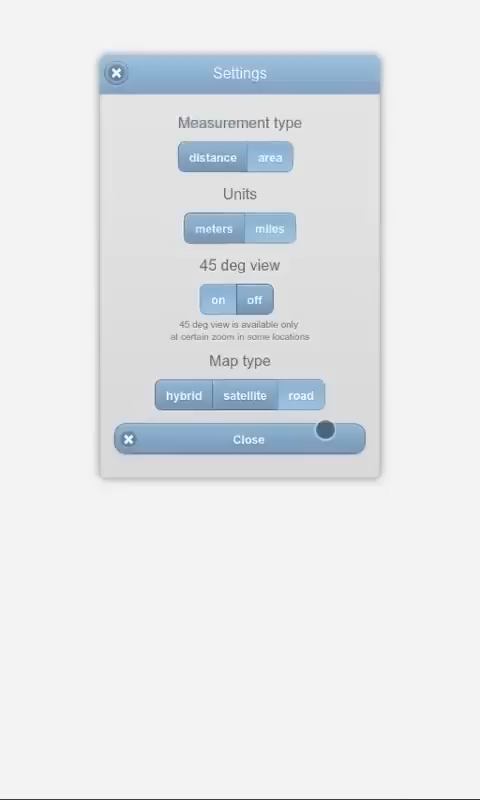 Settings
Measurement type
distance area
Units
meters miles
45 deg view
on off
45 deg view is available only
at certain zoom in some locations
Map type
hybrid satellite road
Close